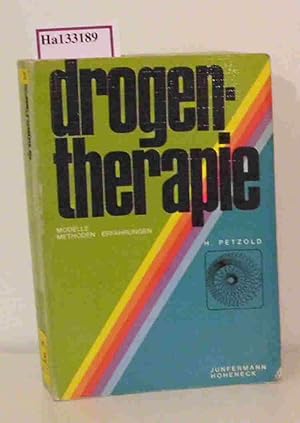 Ha133189
drogen-
therapie
MODELLE
METHODEN ERFAHRUNGEN
H. PETZOLD
JUNFERMANN
HOHENECK